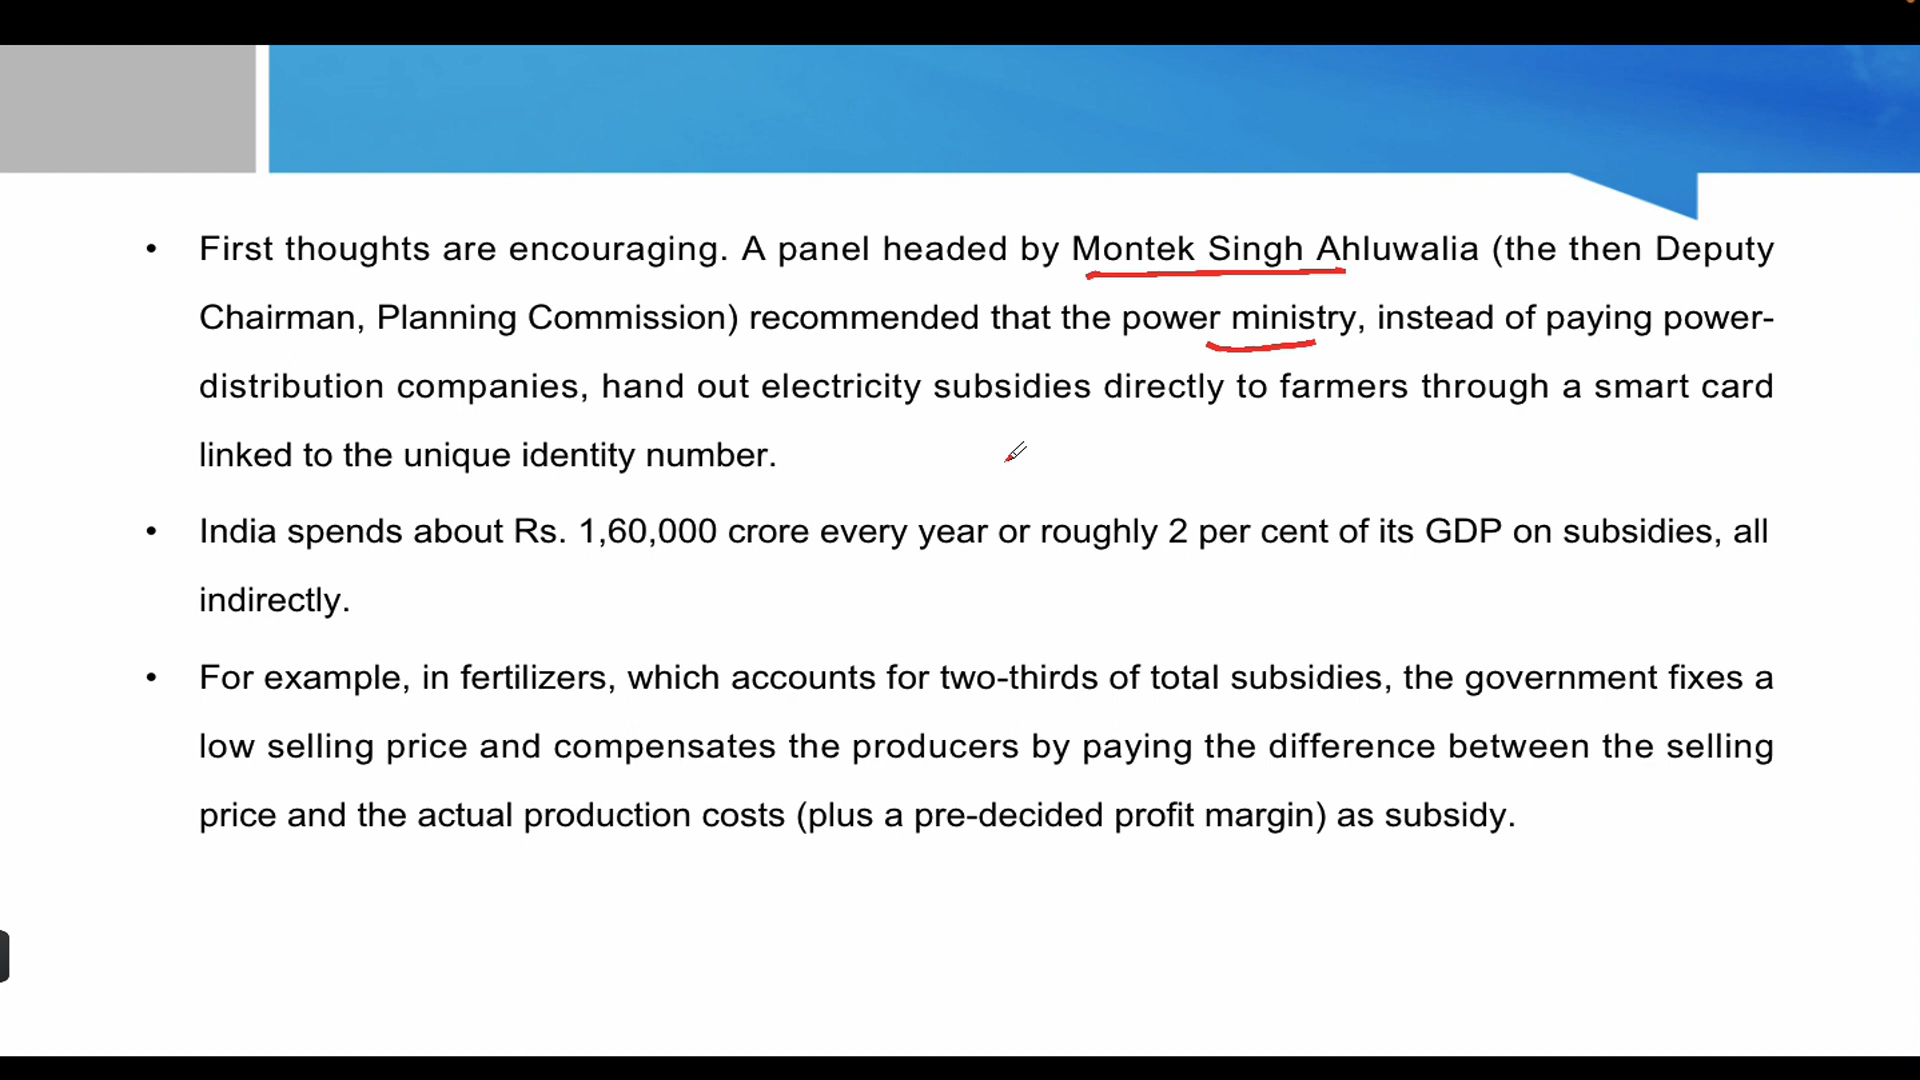 • First thoughts are encouraging. A panel headed by Montek Singh Ahluwalia (the then Deputy
Chairman, Planning Commission) recommended that the power ministry, instead of paying power-
distribution companies, hand out electricity subsidies directly to farmers through a smart card
linked to the unique identity number.
• India spends about Rs. 1,60,000 crore every year or roughly 2 per cent of its GDP on subsidies, all
indirectly.
• For example, in fertilizers, which accounts for two-thirds of total subsidies, the government fixes a
low selling price and compensates the producers by paying the difference between the selling
price and the actual production costs (plus a pre-decided profit margin) as subsidy.